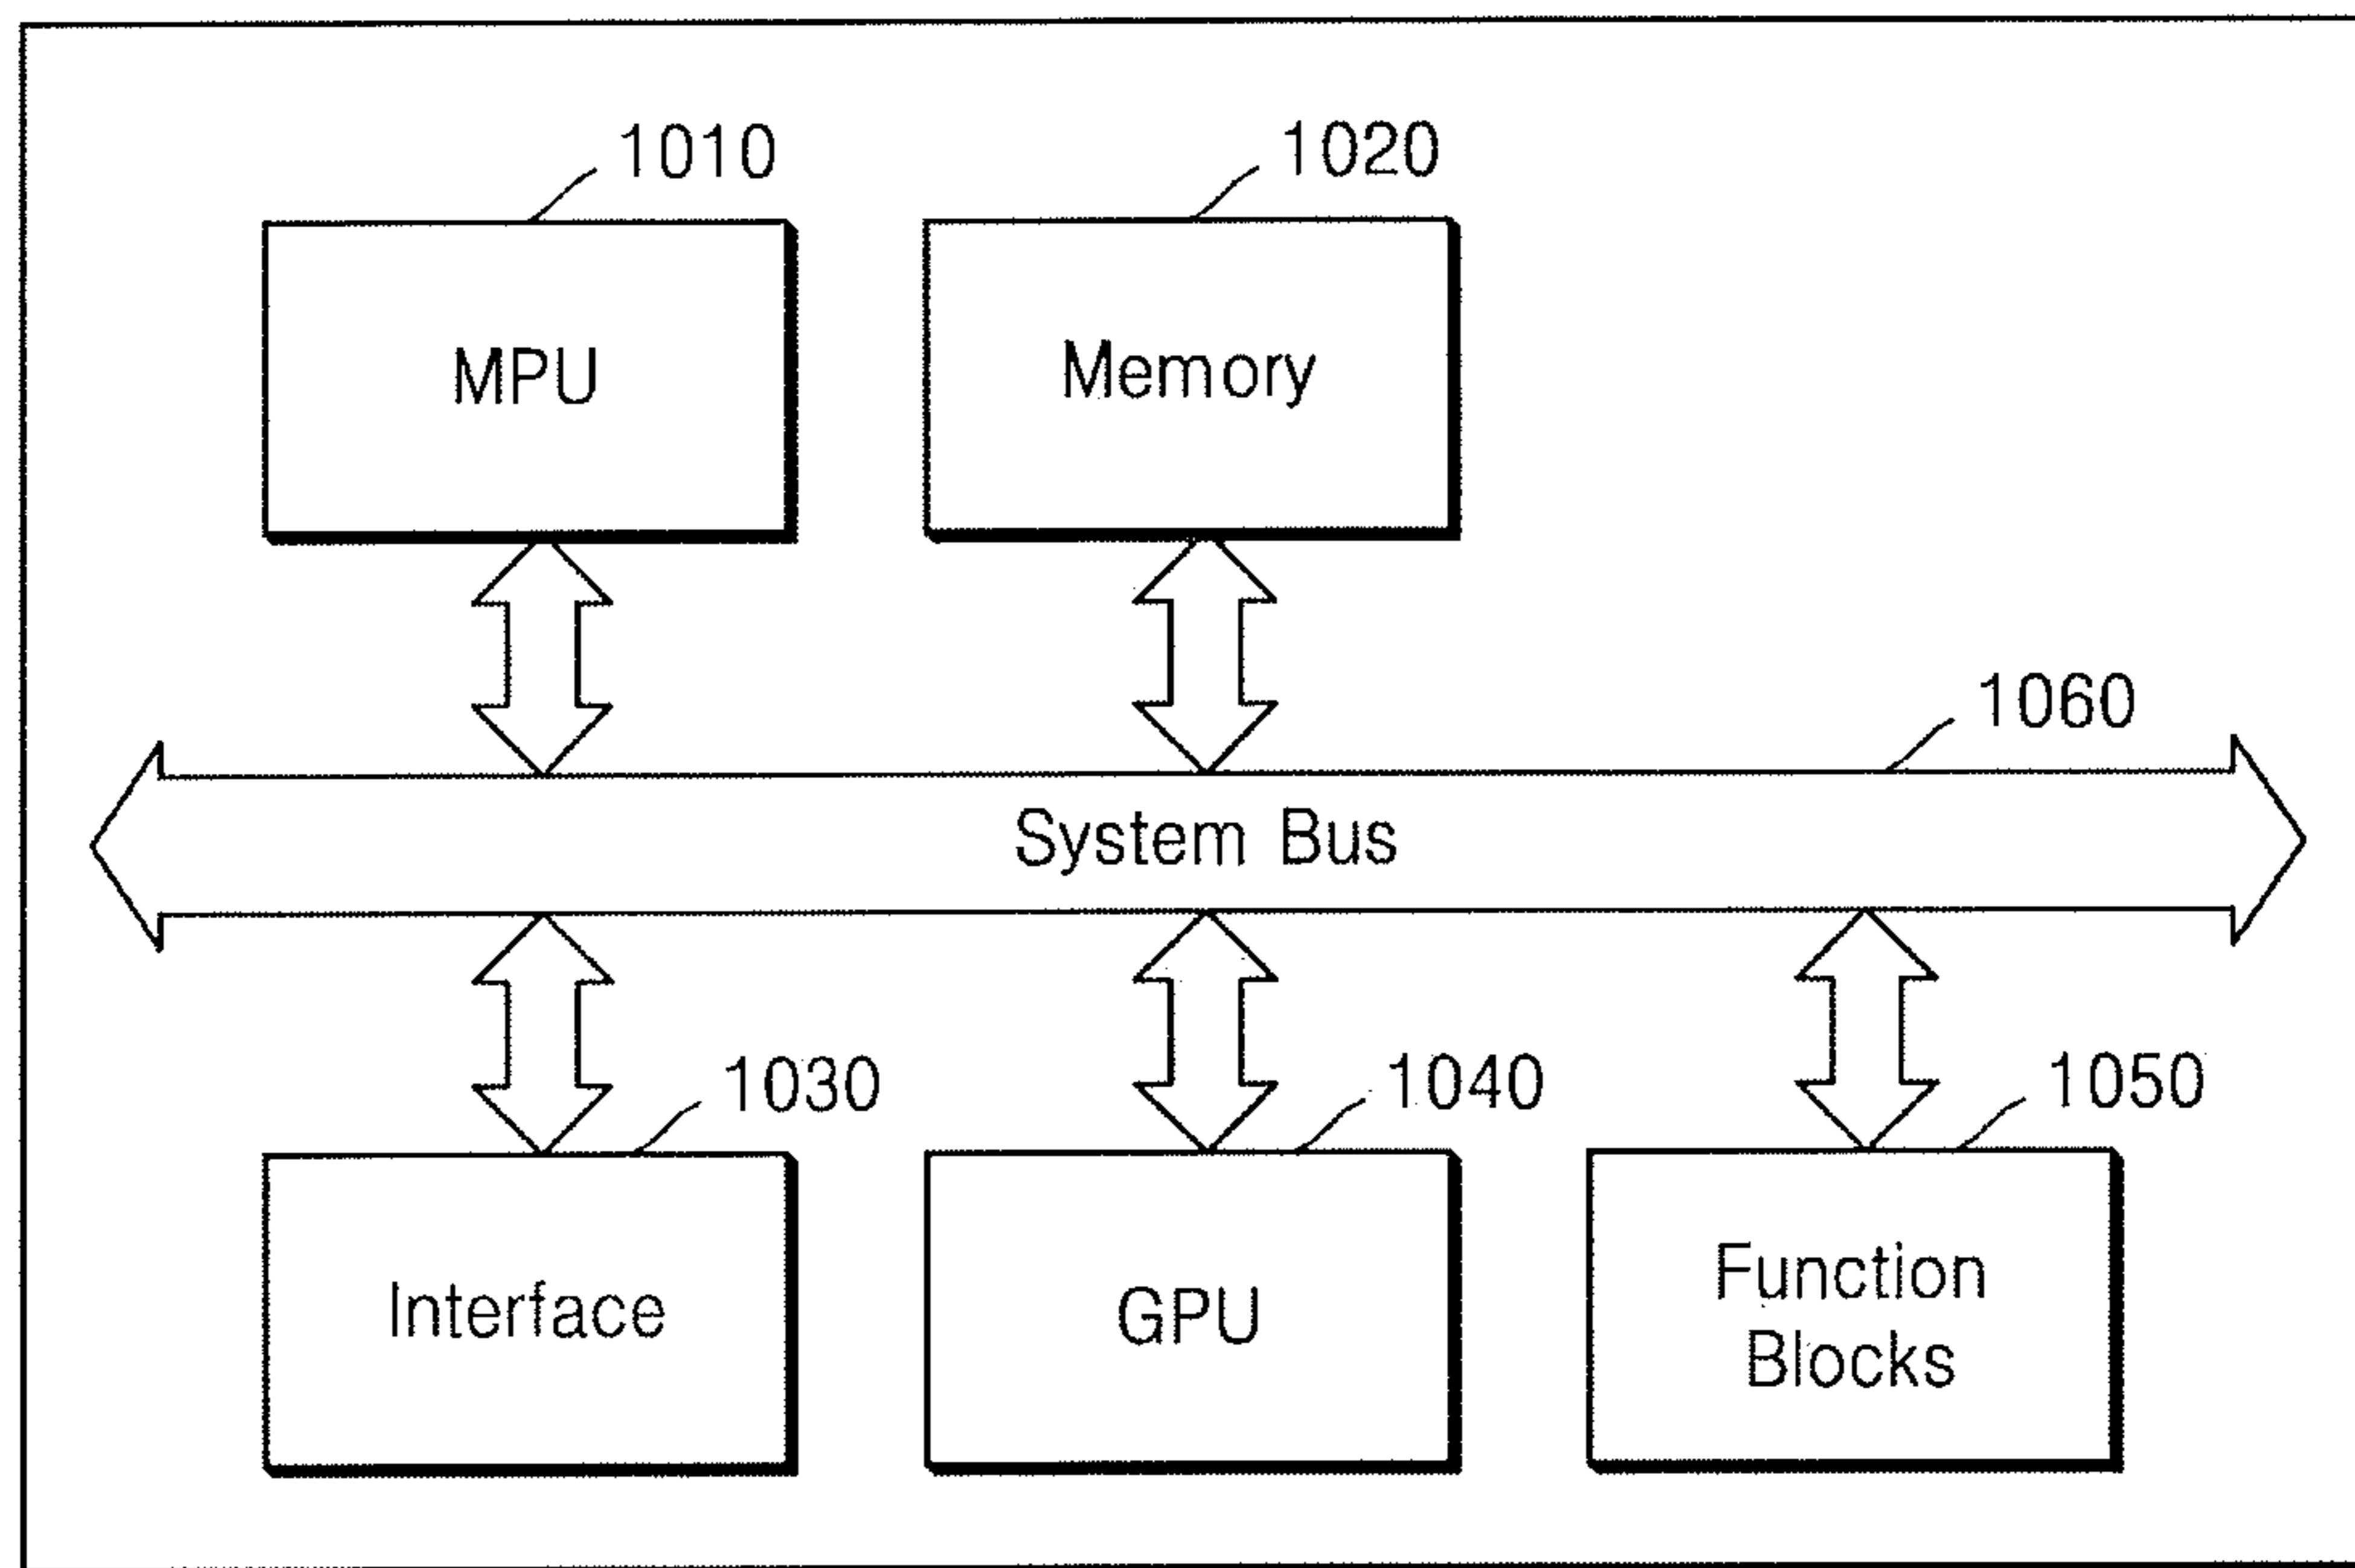 1010
1020
MPU
Memory
1060
System Bus
1030
1040
1050
Interface
GPU
Function
Blocks